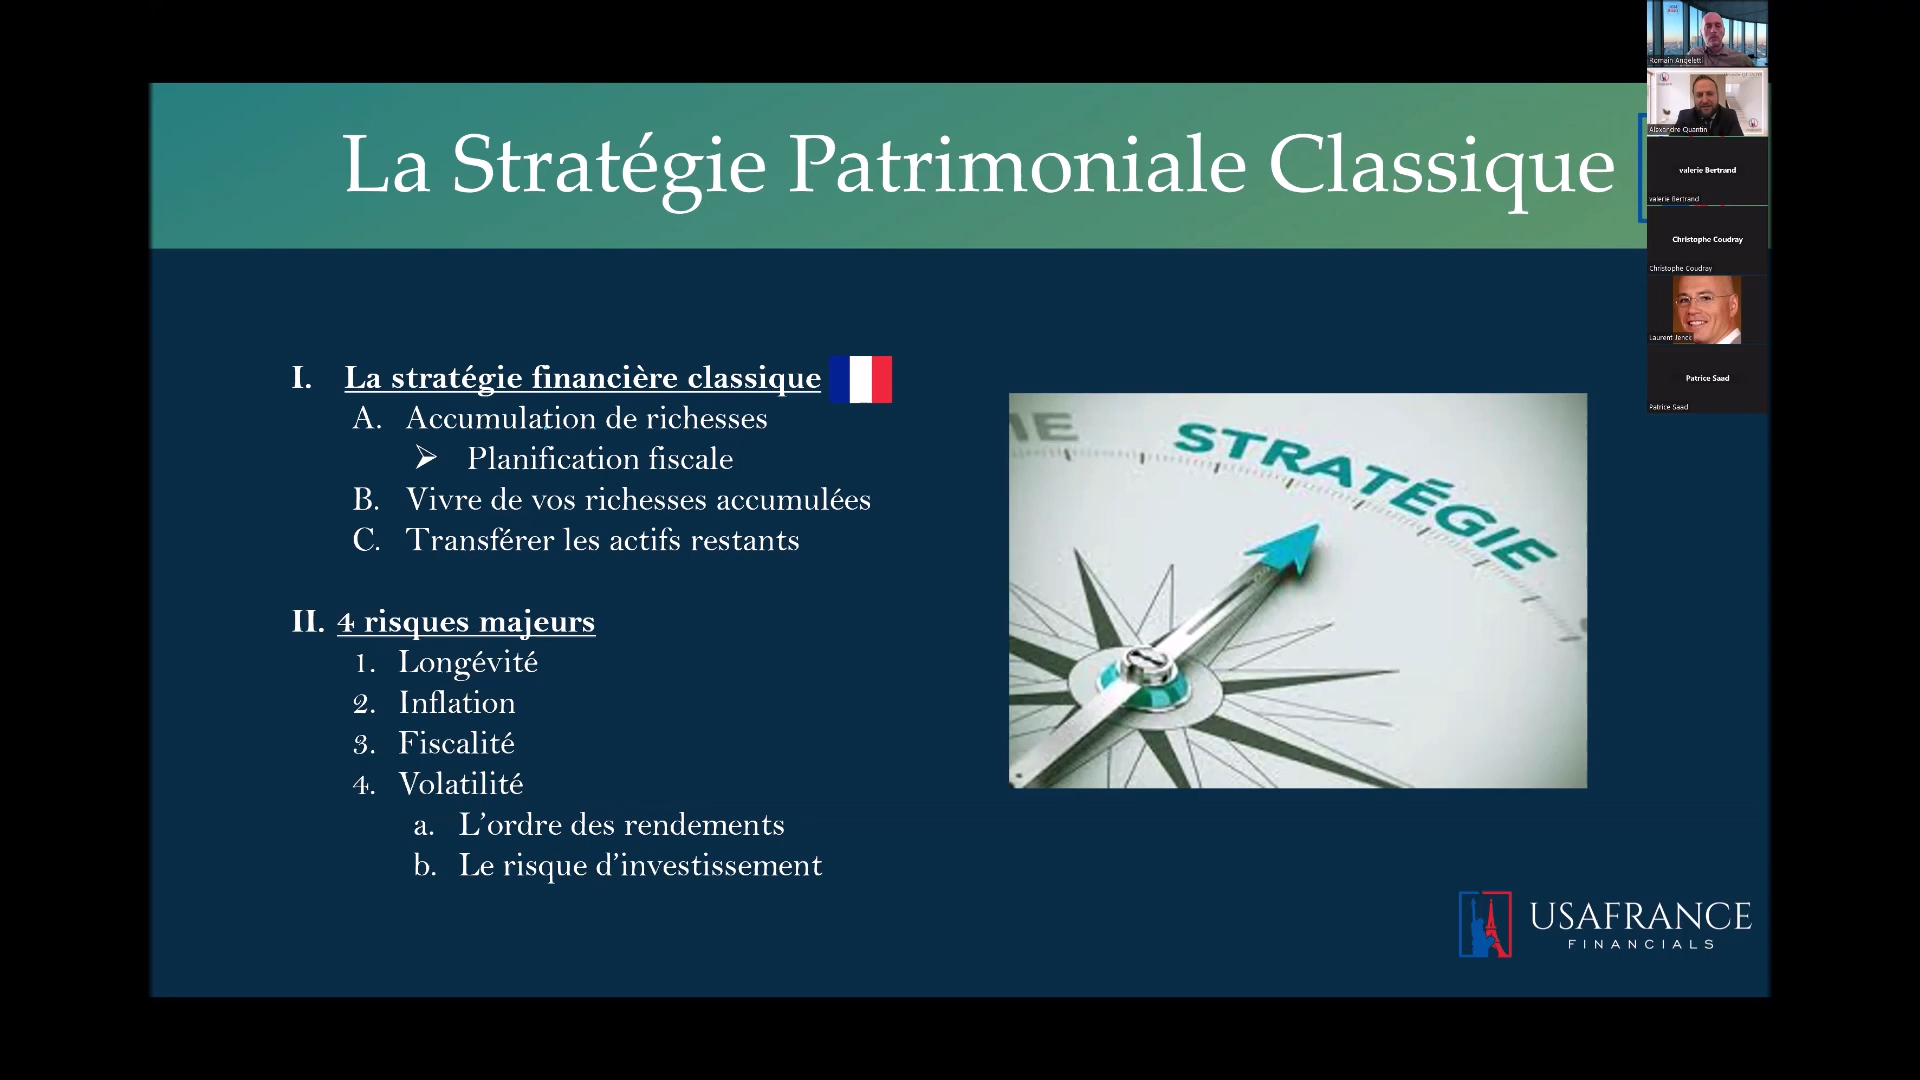 La Stratégie Patrimoniale Classique
I. La stratégie financière classique
A. Accumulation de richesses
➢ Planification fiscale
B. Vivre de vos richesses accumulées
C. Transférer les actifs restants
II. 4 risques majeurs
1. Longévité
2. Inflation
3. Fiscalité
4. Volatilité
a. L’ordre des rendements
b. Le risque d’investissement
IE
STRATÉGIE
USAFRANCE
FINANCIALS
Romain Angeletti
Alexandre Quantin
valerie Bertrand
valerie Bertrand
Christophe Coudray
Christophe Coudray
Laurent Jenck
Patrice Saad
Patrice Saad